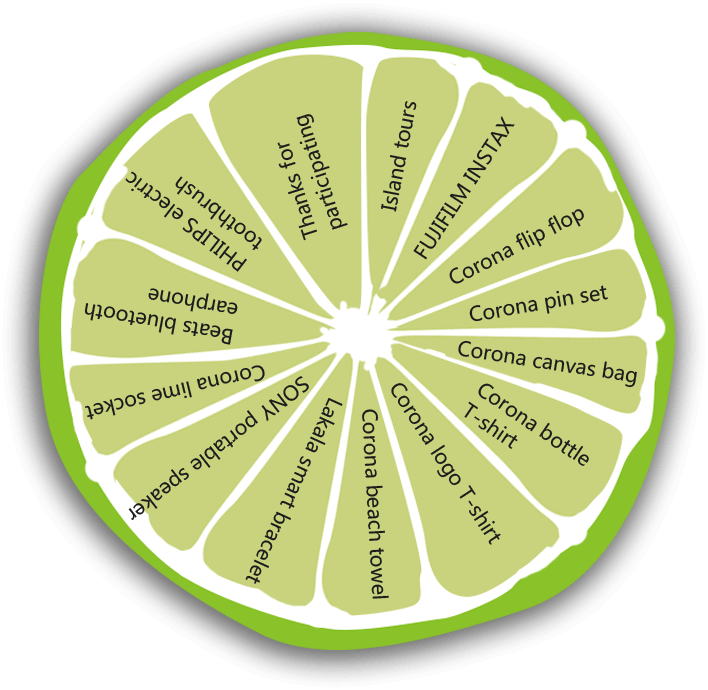 Thanks for
participating
Island tours
FUJIFILM INSTAX
Corona flip flop
Corona pin set
Corona canvas bag
Corona bottle
T-shirt
Corona logo T-shirt
Corona beach towel
Lakala smart bracelet
SONY portable speaker
Corona lime socket
Beats bluetooth
earphone
PHILIPS electric
toothbrush